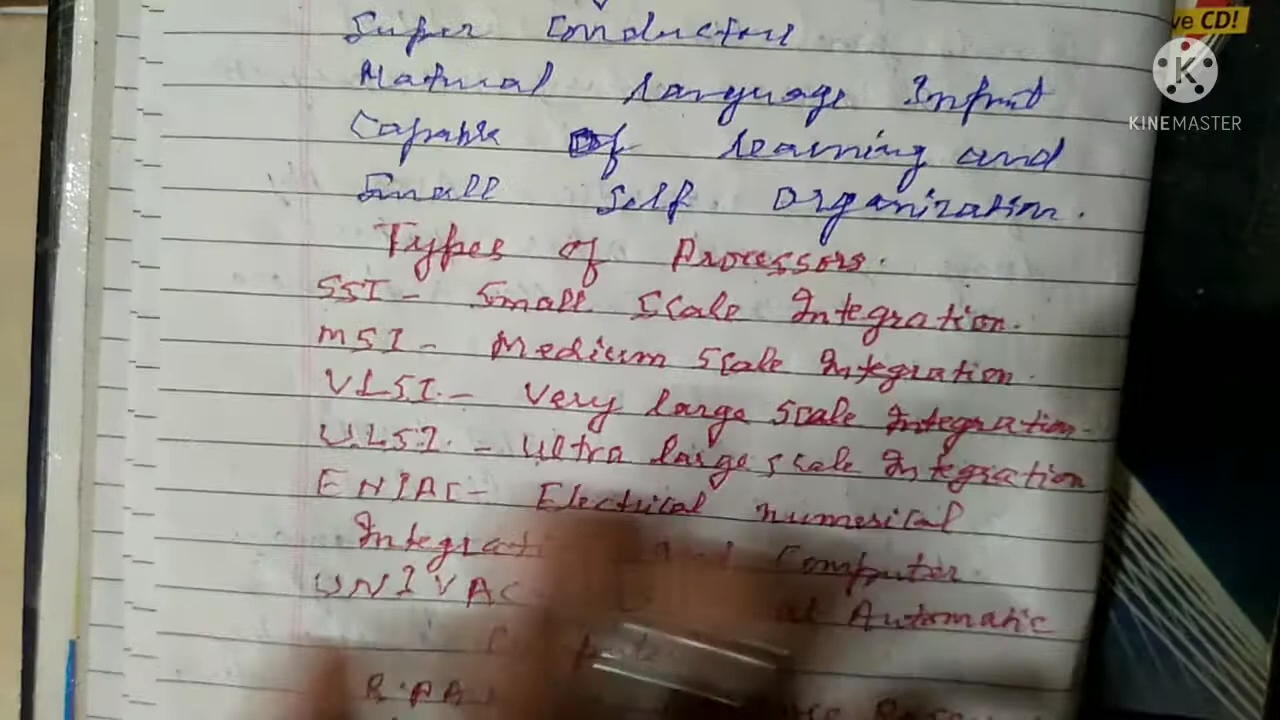 Super Conductors
Natural language Input
Capable Of learning and
Small Self Organization.
Types of Processors.
SSI - Small Scale Integration.
MSI - Medium Scale Integration.
VLSI - Very large Scale Integration.
ULSI. - Ultra large scale Integration
ENIAC - Electrical numerical
Computer.
UNIVAC Automatic
ve CD!
K
KINEMASTER